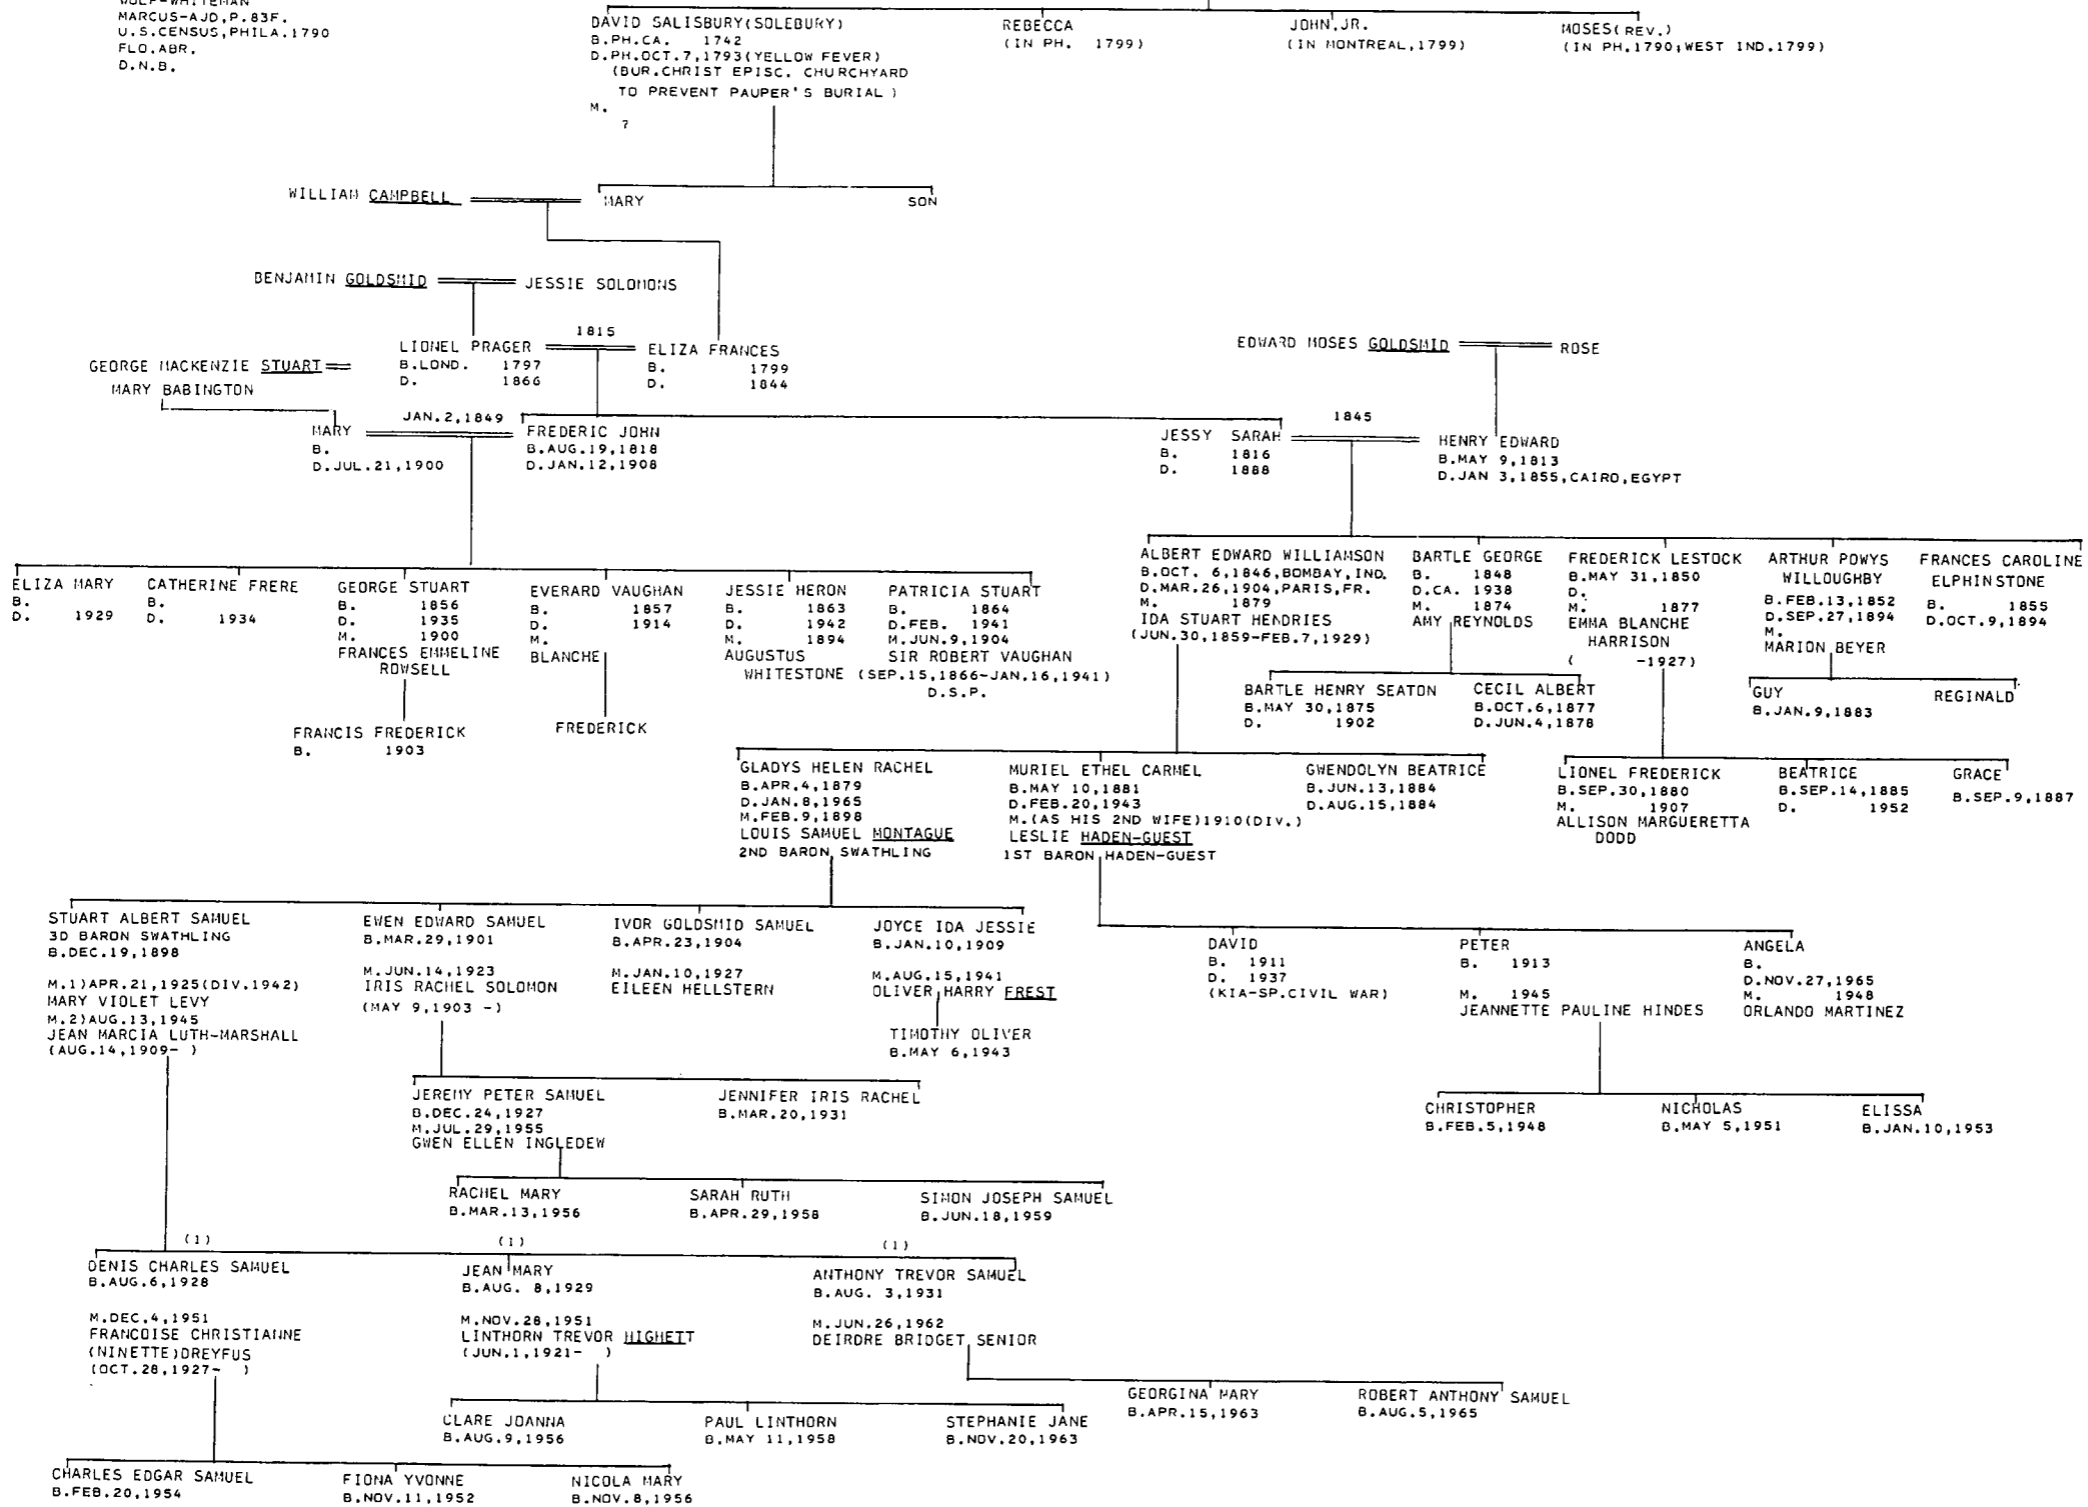 MARCUS-AJD,P.83F.
U.S.CENSUS,PHILA.1790
FLO.ABR.
D.N.B.
DAVID SALISBURY(SOLEBURY)
B.PH.CA. 1742
D.PH.OCT.7,1793(YELLOW FEVER)
(BUR.CHRIST EPISC. CHURCHYARD
TO PREVENT PAUPER'S BURIAL )
M.
?
REBECCA
(IN PH. 1799)
JOHN,JR.
(IN MONTREAL,1799)
MOSES(REV.)
(IN PH.1790;WEST IND.1799)
WILLIAM CAMPBELL
MARY
SON
BENJAMIN GOLDSMID
JESSIE SOLOMONS
1815
LIONEL PRAGER
B.LOND. 1797
D. 1866
ELIZA FRANCES
B. 1799
D. 1844
EDWARD MOSES GOLDSMID
ROSE
GEORGE MACKENZIE STUART
MARY BABINGTON
JAN.2,1849
MARY
B.
D.JUL.21,1900
FREDERIC JOHN
B.AUG.19,1818
D.JAN.12,1908
1845
JESSY SARAH
B. 1816
D. 1888
HENRY EDWARD
B.MAY 9,1813
D.JAN 3,1855,CAIRO,EGYPT
ELIZA MARY
B.
D. 1929
CATHERINE FRERE
B.
D. 1934
GEORGE STUART
B. 1856
D. 1935
M. 1900
FRANCES EMMELINE
ROWSELL
EVERARD VAUGHAN
B. 1857
D. 1914
M.
BLANCHE
JESSIE HERON
B. 1863
D. 1942
M. 1894
AUGUSTUS
WHITESTONE
PATRICIA STUART
B. 1864
D.FEB. 1941
M.JUN.9,1904
SIR ROBERT VAUGHAN
(SEP.15,1866-JAN.16,1941)
D.S.P.
ALBERT EDWARD WILLIAMSON
B.OCT. 6,1846,BOMBAY,IND.
D.MAR.26,1904,PARIS,FR.
M. 1879
IDA STUART HENDRIES
(JUN.30,1859-FEB.7,1929)
BARTLE GEORGE
B. 1848
D.CA. 1938
M. 1874
AMY REYNOLDS
FREDERICK LESTOCK
B.MAY 31,1850
D.
M. 1877
EMMA BLANCHE
HARRISON
( -1927)
ARTHUR POWYS
WILLOUGHBY
B.FEB.13,1852
D.SEP.27,1894
M.
MARION BEYER
FRANCES CAROLINE
ELPHINSTONE
B. 1855
D.OCT.9,1894
FRANCIS FREDERICK
B. 1903
FREDERICK
BARTLE HENRY SEATON
B.MAY 30,1875
D. 1902
CECIL ALBERT
B.OCT.6,1877
D.JUN.4,1878
GUY
B.JAN.9,1883
REGINALD
GLADYS HELEN RACHEL
B.APR.4,1879
D.JAN.8,1965
M.FEB.9,1898
LOUIS SAMUEL MONTAGUE
2ND BARON SWATHLING
MURIEL ETHEL CARMEL
B.MAY 10,1881
D.FEB.20,1943
M.(AS HIS 2ND WIFE)1910(DIV.)
LESLIE HADEN-GUEST
1ST BARON HADEN-GUEST
GWENDOLYN BEATRICE
B.JUN.13,1884
D.AUG.15,1884
LIONEL FREDERICK
B.SEP.30,1880
M. 1907
ALLISON MARGUERETTA
DODD
BEATRICE
B.SEP.14,1885
D. 1952
GRACE
B.SEP.9,1887
STUART ALBERT SAMUEL
3D BARON SWATHLING
B.DEC.19,1898
M.1)APR.21,1925(DIV.1942)
MARY VIOLET LEVY
M.2)AUG.13,1945
JEAN MARCIA LUTH-MARSHALL
(AUG.14,1909- )
EWEN EDWARD SAMUEL
B.MAR.29,1901
M.JUN.14,1923
IRIS RACHEL SOLOMON
(MAY 9,1903 -)
IVOR GOLDSMID SAMUEL
B.APR.23,1904
M.JAN.10,1927
EILEEN HELLSTERN
JOYCE IDA JESSIE
B.JAN.10,1909
M.AUG.15,1941
OLIVER HARRY FREST
TIMOTHY OLIVER
B.MAY 6,1943
DAVID
B. 1911
D. 1937
(KIA-SP.CIVIL WAR)
PETER
B. 1913
M. 1945
JEANNETTE PAULINE HINDES
ANGELA
B.
D.NOV.27,1965
M. 1948
ORLANDO MARTINEZ
JEREMY PETER SAMUEL
B.DEC.24,1927
M.JUL.29,1955
GWEN ELLEN INGLEDEW
JENNIFER IRIS RACHEL
B.MAR.20,1931
CHRISTOPHER
B.FEB.5,1948
NICHOLAS
B.MAY 5,1951
ELISSA
B.JAN.10,1953
RACHEL MARY
B.MAR.13,1956
SARAH RUTH
B.APR.29,1958
SIMON JOSEPH SAMUEL
B.JUN.18,1959
(1)
(1)
(1)
DENIS CHARLES SAMUEL
B.AUG.6,1928
M.DEC.4,1951
FRANCOISE CHRISTIANNE
(NINETTE)DREYFUS
(OCT.28,1927- )
JEAN MARY
B.AUG. 8,1929
M.NOV.28,1951
LINTHORN TREVOR HIGHETT
(JUN.1,1921- )
ANTHONY TREVOR SAMUEL
B.AUG. 3,1931
M.JUN.26,1962
DEIRDRE BRIDGET SENIOR
GEORGINA MARY
B.APR.15,1963
ROBERT ANTHONY SAMUEL
B.AUG.5,1965
CLARE JOANNA
B.AUG.9,1956
PAUL LINTHORN
B.MAY 11,1958
STEPHANIE JANE
B.NOV.20,1963
CHARLES EDGAR SAMUEL
B.FEB.20,1954
FIONA YVONNE
B.NOV.11,1952
NICOLA MARY
B.NOV.8,1956